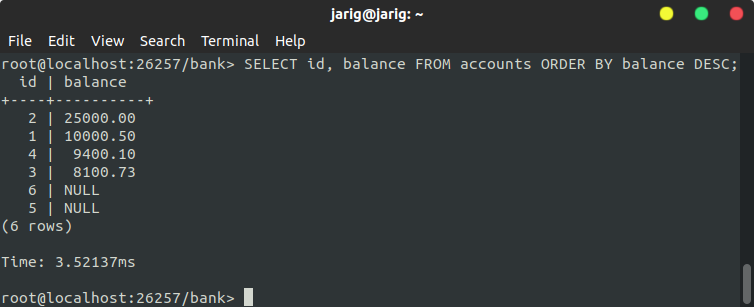 jarig@jarig: ~
File Edit View Search Terminal Help
root@localhost:26257/bank> SELECT id, balance FROM accounts ORDER BY balance DESC;
  id | balance
+----+----------+
   2 | 25000.00
   1 | 10000.50
   4 |  9400.10
   3 |  8100.73
   6 | NULL
   5 | NULL
(6 rows)

Time: 3.52137ms

root@localhost:26257/bank>